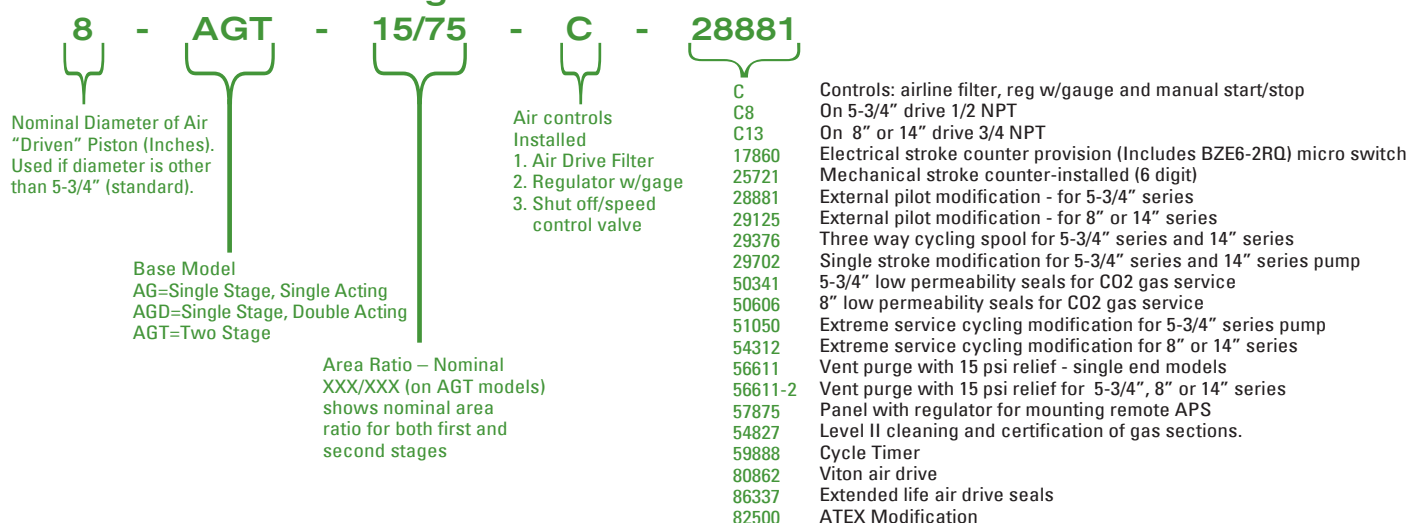 8 - AGT - 15/75 - C - 28881
Nominal Diameter of Air
“Driven” Piston (Inches).
Used if diameter is other
than 5-3/4” (standard).
Base Model
AG=Single Stage, Single Acting
AGD=Single Stage, Double Acting
AGT=Two Stage
Area Ratio – Nominal
XXX/XXX (on AGT models)
shows nominal area
ratio for both first and
second stages
Air controls
Installed
1. Air Drive Filter
2. Regulator w/gage
3. Shut off/speed
control valve
C Controls: airline filter, reg w/gauge and manual start/stop
C8 On 5-3/4” drive 1/2 NPT
C13 On 8” or 14” drive 3/4 NPT
17860 Electrical stroke counter provision (Includes BZE6-2RQ) micro switch
25721 Mechanical stroke counter-installed (6 digit)
28881 External pilot modification - for 5-3/4” series
29125 External pilot modification - for 8” or 14” series
29376 Three way cycling spool for 5-3/4” series and 14” series
29702 Single stroke modification for 5-3/4” series and 14” series pump
50341 5-3/4” low permeability seals for CO2 gas service
50606 8” low permeability seals for CO2 gas service
51050 Extreme service cycling modification for 5-3/4” series pump
54312 Extreme service cycling modification for 8” or 14” series
56611 Vent purge with 15 psi relief - single end models
56611-2 Vent purge with 15 psi relief for 5-3/4”, 8” or 14” series
57875 Panel with regulator for mounting remote APS
54827 Level II cleaning and certification of gas sections.
59888 Cycle Timer
80862 Viton air drive
86337 Extended life air drive seals
82500 ATEX Modification